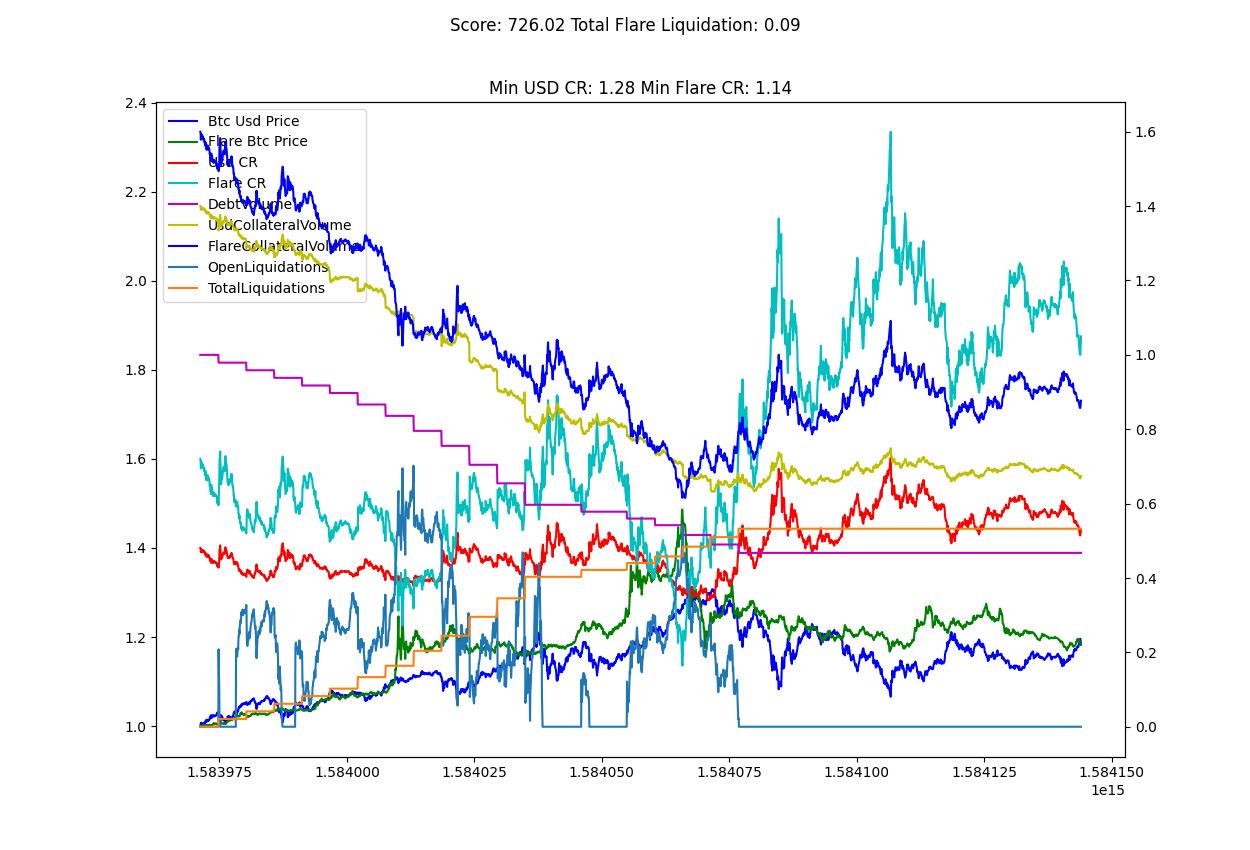 Score: 726.02 Total Flare Liquidation: 0.09
Min USD CR: 1.28 Min Flare CR: 1.14
2.4
2.2
2.0
1.8
1.6
1.4
1.2
1.0
Btc Usd Price
Flare Btc Price
Usd CR
Flare CR
DebtVolume
UsdCollateralVolume
FlareCollateralVolume
OpenLiquidations
TotalLiquidations
1.6
1.4
1.2
1.0
0.8
0.6
0.4
0.2
0.0
1.583975 1.584000 1.584025 1.584050 1.584075 1.584100 1.584125 1.584150
1e15